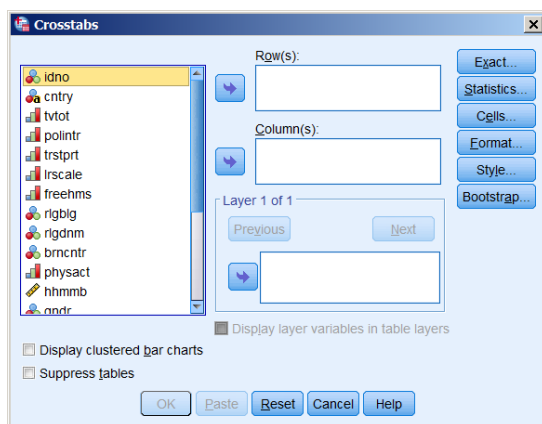 Crosstabs
idno
cntry
tvtot
polintr
trstprt
lrscale
freehms
rlgblg
rlgdnm
brncntr
physact
hhmmb
gndr
Row(s):
Column(s):
Layer 1 of 1
Previous Next
Display layer variables in table layers
Exact...
Statistics...
Cells...
Format...
Style...
Bootstrap...
Display clustered bar charts
Suppress tables
OK Paste Reset Cancel Help